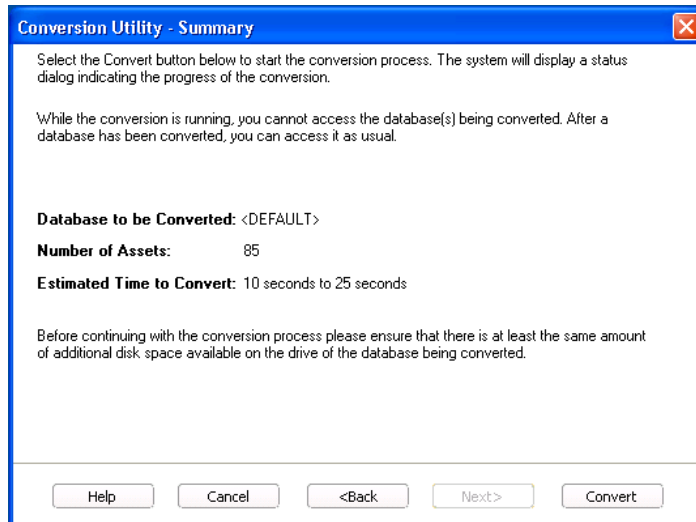 Conversion Utility - Summary
Select the Convert button below to start the conversion process. The system will display a status
dialog indicating the progress of the conversion.
While the conversion is running, you cannot access the database(s) being converted. After a
database has been converted, you can access it as usual.
Database to be Converted: <DEFAULT>
Number of Assets: 85
Estimated Time to Convert: 10 seconds to 25 seconds
Before continuing with the conversion process please ensure that there is at least the same amount
of additional disk space available on the drive of the database being converted.
Help Cancel <Back Next> Convert